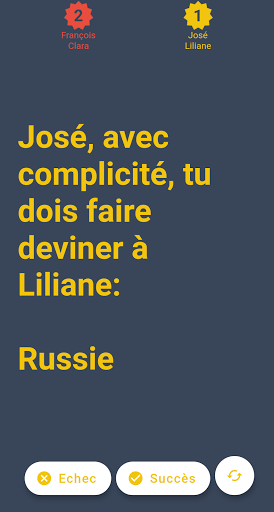 2
1
François
José
Clara
Liliane
José, avec
complicité, tu
dois faire
deviner à
Liliane:
Russie
Echec
Succès